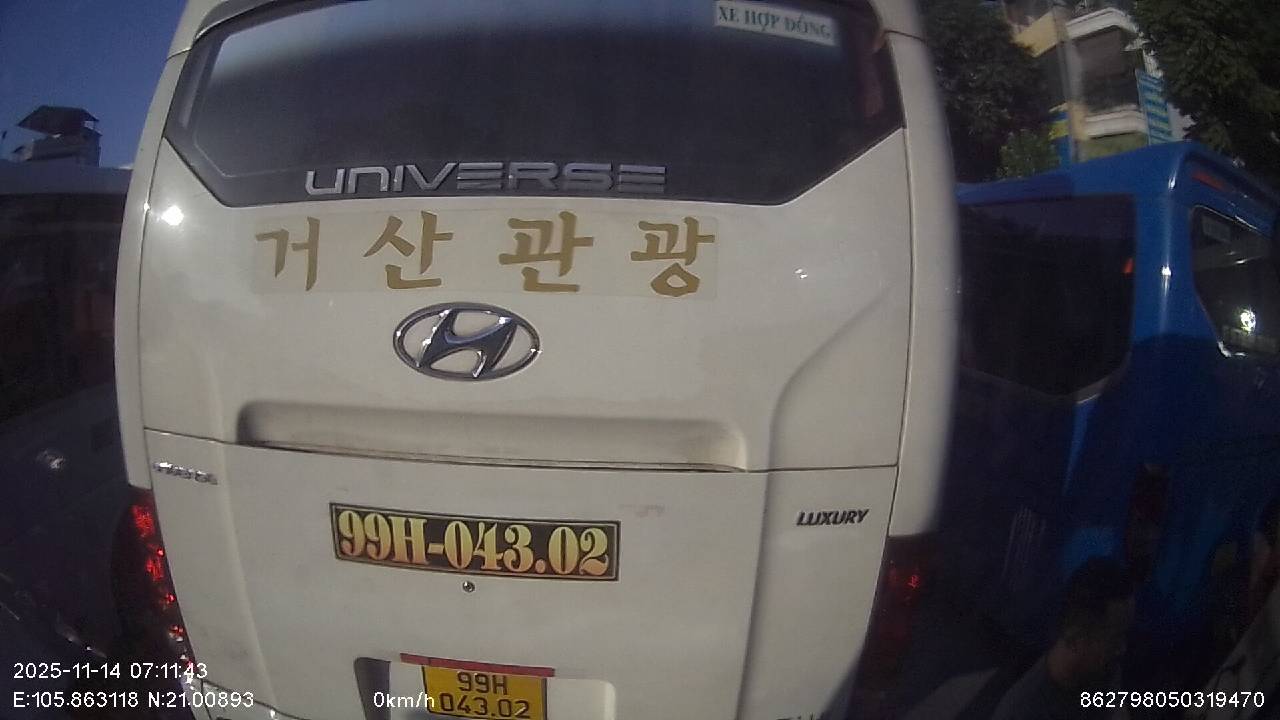 XE HỢP ĐỒNG
UNIVERSE
거산관광
LUXURY
99H-043.02
99H
043.02
2025-11-14 07:11:43
E:105.863118 N:21.00893 0km/h 862798050319470